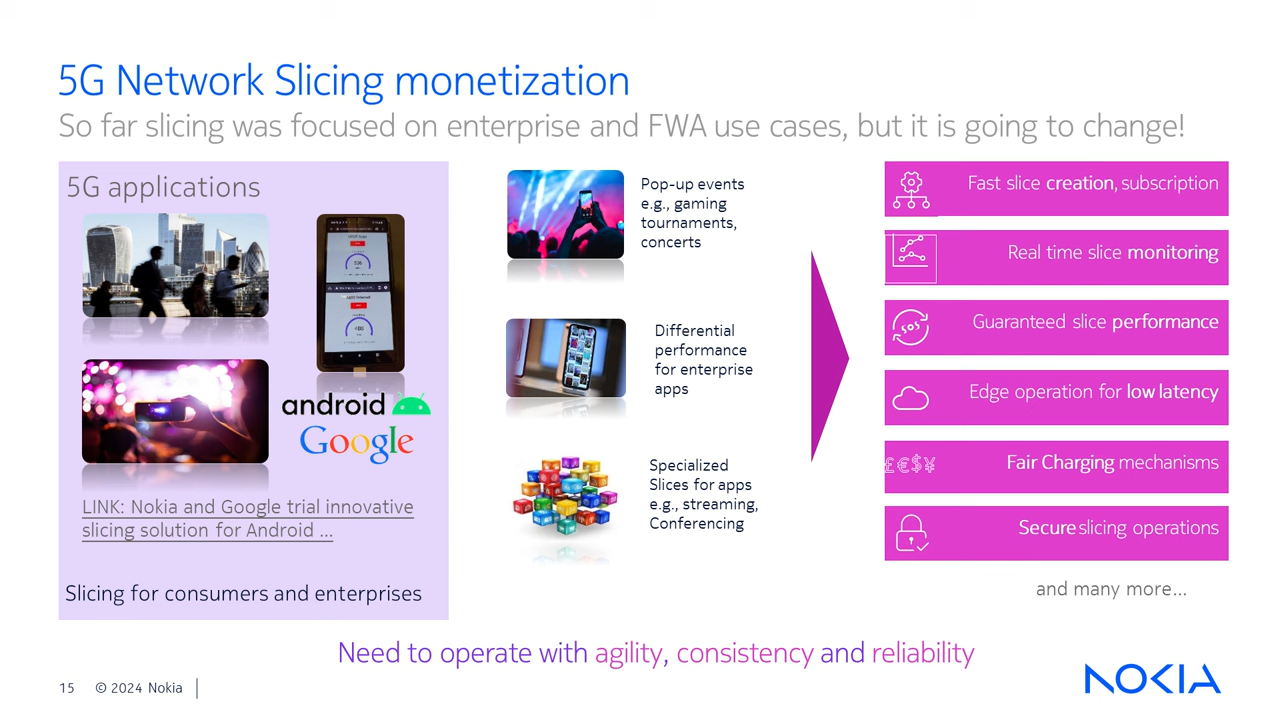 5G Network Slicing monetization
So far slicing was focused on enterprise and FWA use cases, but it is going to change!
5G applications
android
Google
LINK: Nokia and Google trial innovative
slicing solution for Android ...
Slicing for consumers and enterprises
Pop-up events
e.g., gaming
tournaments,
concerts
Differential
performance
for enterprise
apps
Specialized
Slices for apps
e.g., streaming,
Conferencing
Fast slice creation, subscription
Real time slice monitoring
Guaranteed slice performance
SOS
Edge operation for low latency
£€$¥
Fair Charging mechanisms
Secure slicing operations
and many more...
Need to operate with agility, consistency and reliability
15 © 2024 Nokia
NOKIA